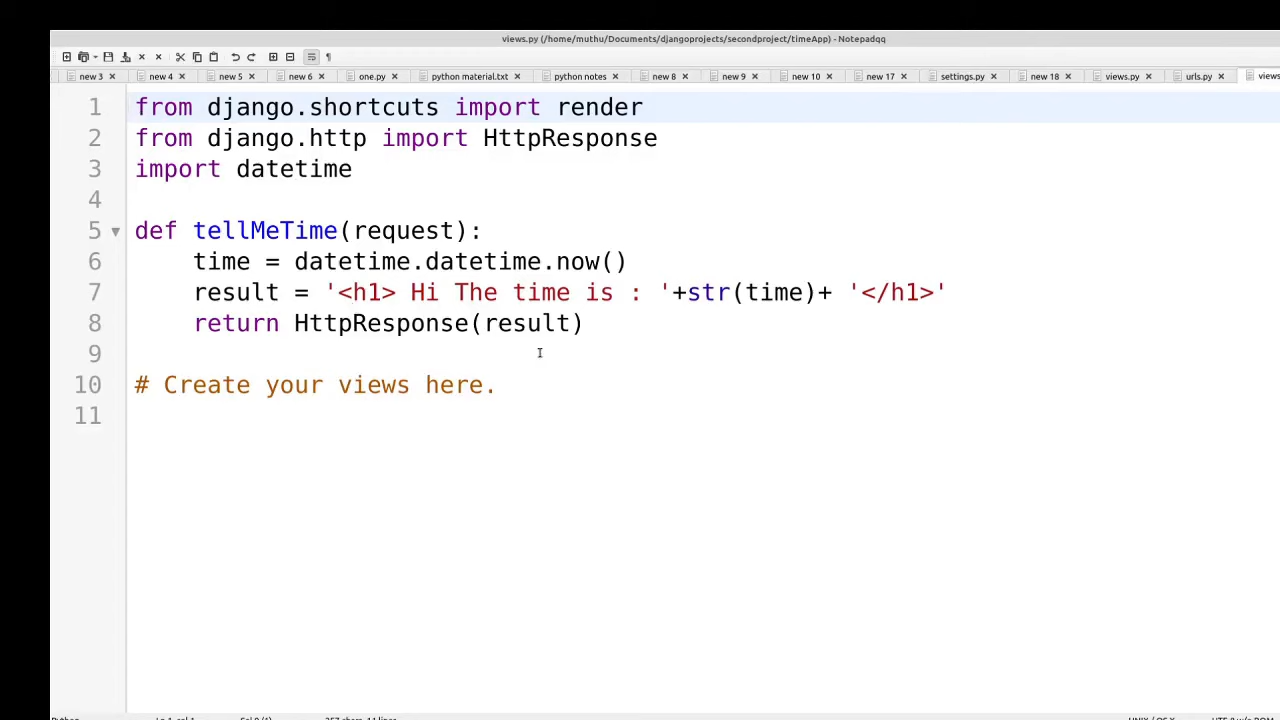 views.py (/home/muthu/Documents/djangoprojects/secondproject/timeApp) - Notepadqq
new 3 new 4 new 5 new 6 one.py python material.txt python notes new 8 new 9 new 10 new 17 settings.py new 18 views.py urls.py views
1 from django.shortcuts import render
2 from django.http import HttpResponse
3 import datetime
4
5 def tellMeTime(request):
6 time = datetime.datetime.now()
7 result = '<h1> Hi The time is : '+str(time)+ '</h1>'
8 return HttpResponse(result)
9
10 # Create your views here.
11